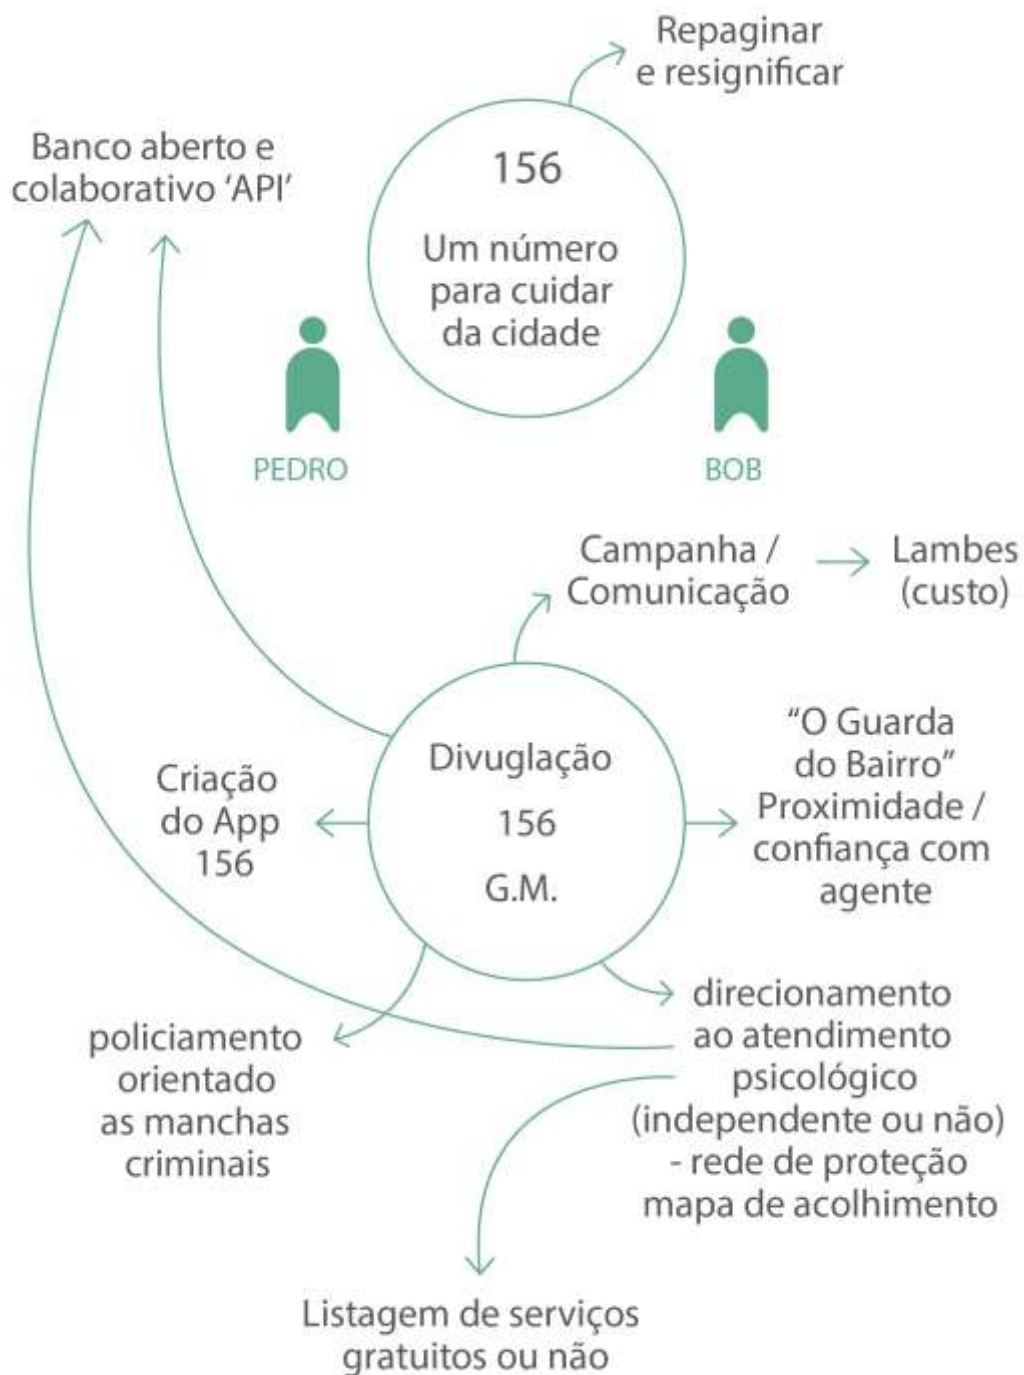 Repaginar
e resignificar
Banco aberto e
colaborativo ‘API’
156
Um número
para cuidar
da cidade
PEDRO
BOB
Campanha /
Comunicação
Lambes
(custo)
Divuglação
156
G.M.
“O Guarda
do Bairro”
Proximidade /
confiança com
agente
Criação
do App
156
direcionamento
ao atendimento
psicológico
(independente ou não)
- rede de proteção
mapa de acolhimento
policiamento
orientado
as manchas
criminais
Listagem de serviços
gratuitos ou não